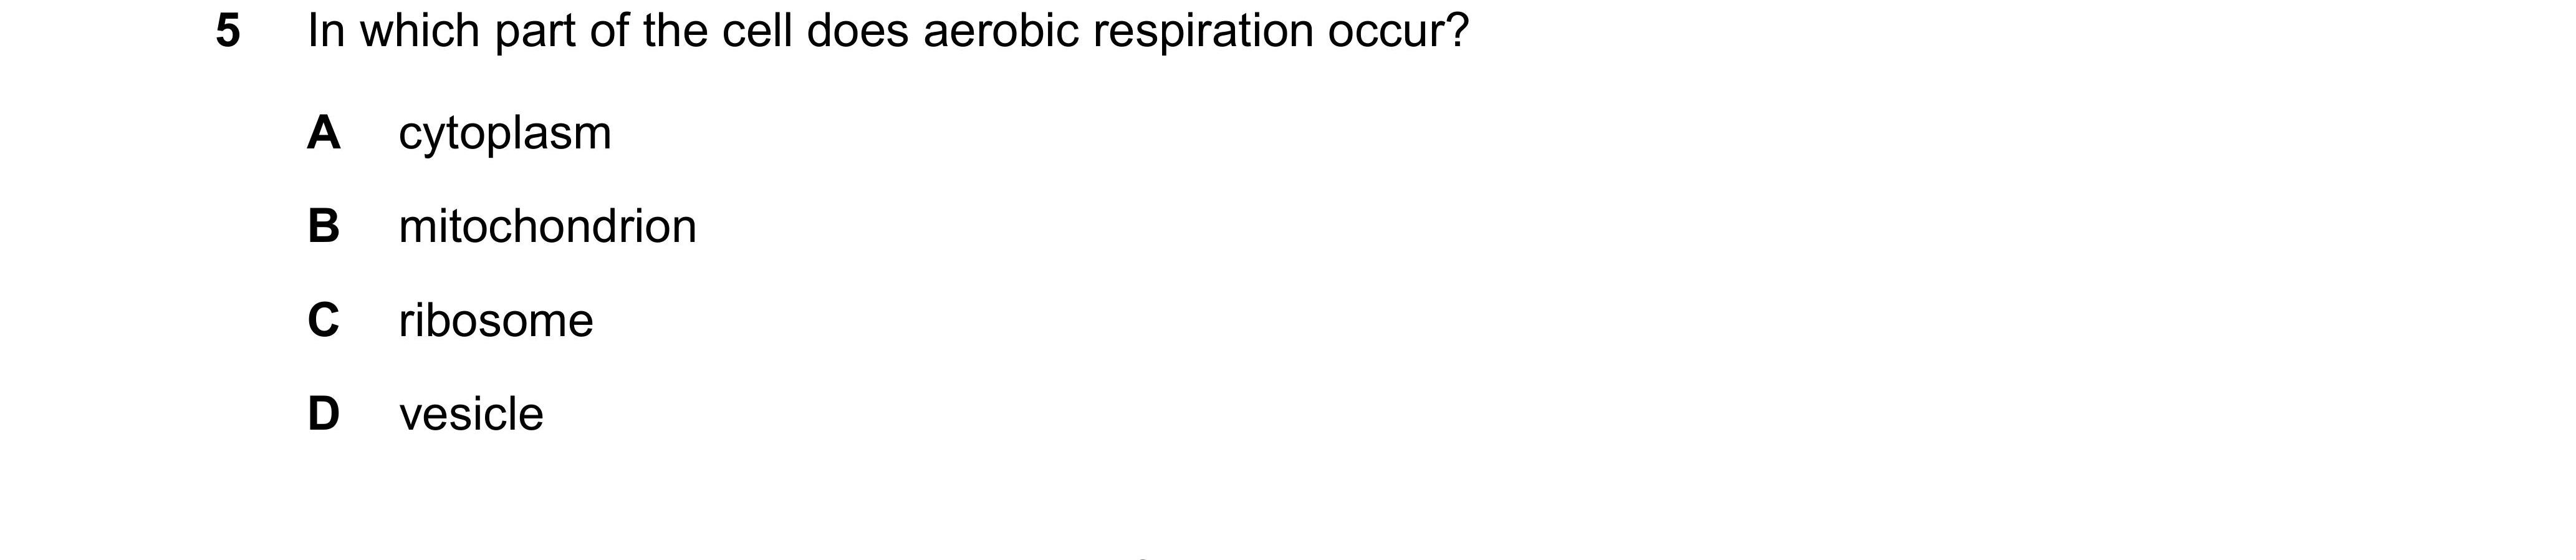 5 In which part of the cell does aerobic respiration occur?
A cytoplasm
B mitochondrion
C ribosome
D vesicle